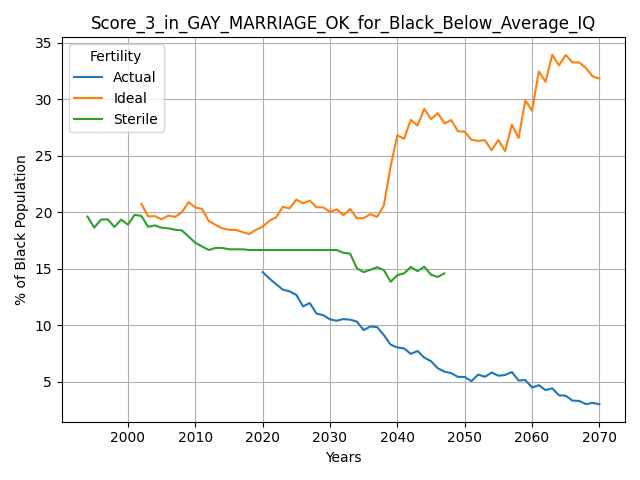 Score_3_in_GAY_MARRIAGE_OK_for_Black_Below_Average_IQ
Fertility
Actual
Ideal
Sterile
% of Black Population
35
30
25
20
15
10
5
2000 2010 2020 2030 2040 2050 2060 2070
Years